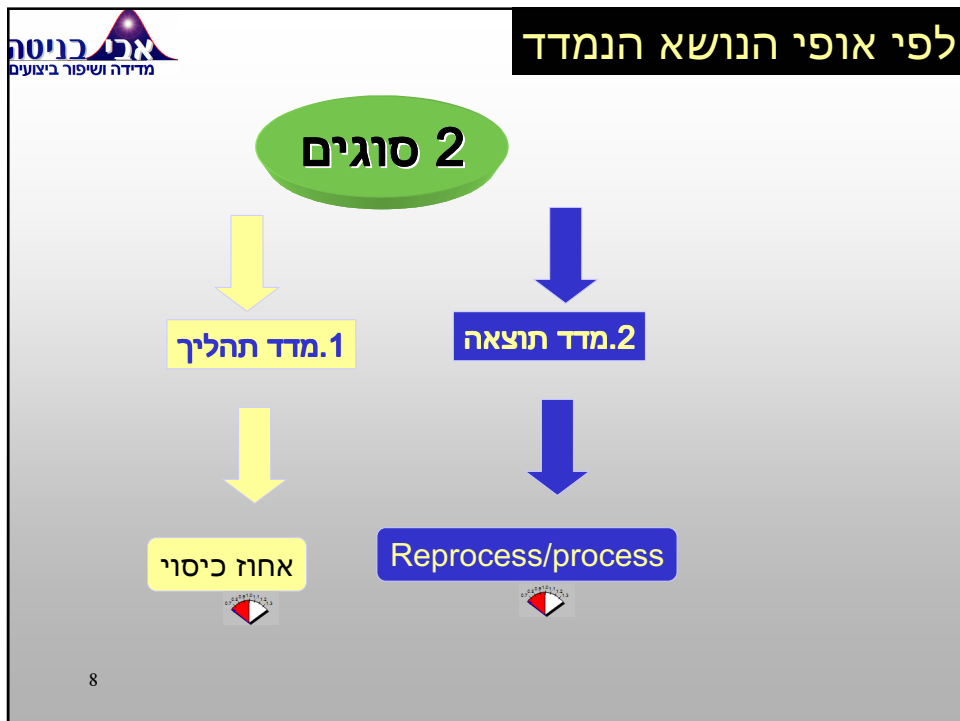 לפי אופי הנושא הנמדד
אבי בניטה
מדידה ושיפור ביצועים
2 סוגים
2.מדד תוצאה
1.מדד תהליך
Reprocess/process
אחוז כיסוי
8